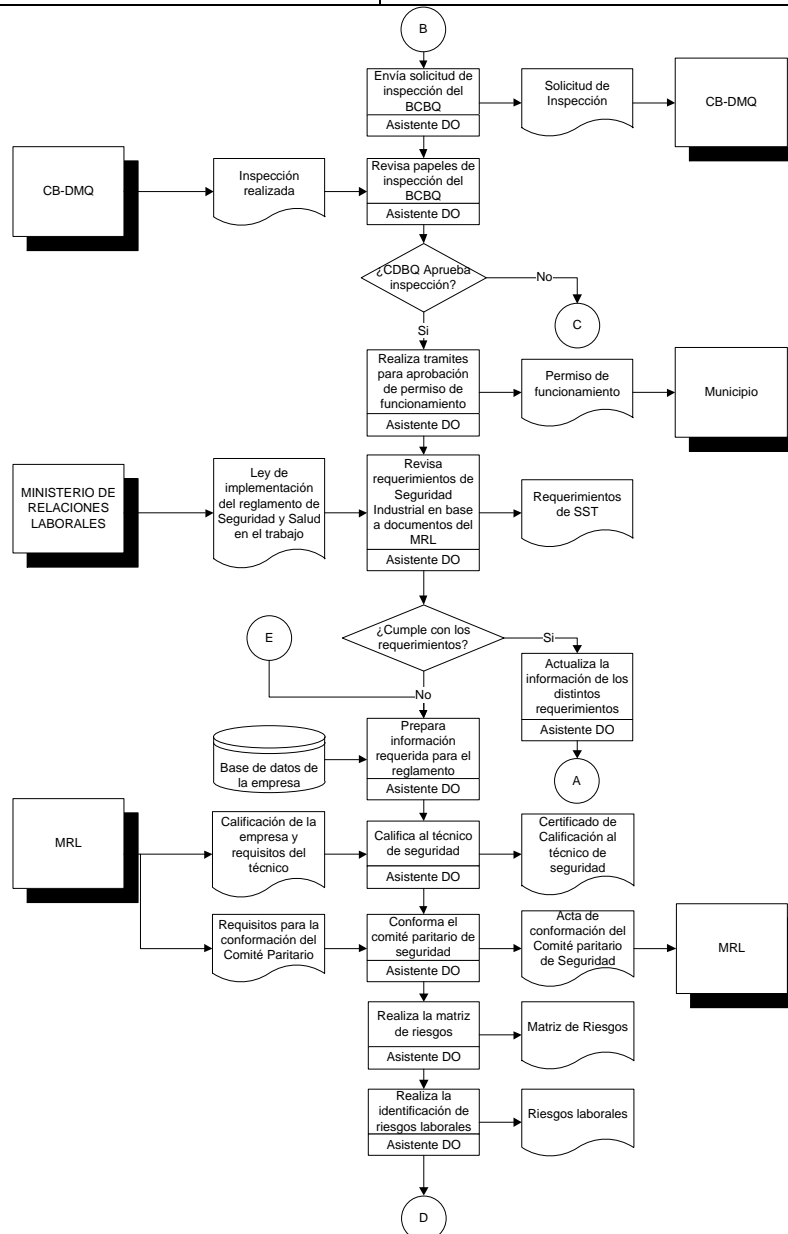 B
Envía solicitud de
inspección del
BCBQ
Asistente DO
Solicitud de
Inspección
CB-DMQ
CB-DMQ
Inspección
realizada
Revisa papeles de
inspección del
BCBQ
Asistente DO
¿CDBQ Aprueba
inspección?
No
C
Si
Realiza tramites
para aprobación
de permiso de
funcionamiento
Asistente DO
Permiso de
funcionamiento
Municipio
MINISTERIO DE
RELACIONES
LABORALES
Ley de
implementación
del reglamento de
Seguridad y Salud
en el trabajo
Revisa
requerimientos de
Seguridad
Industrial en base
a documentos del
MRL
Asistente DO
Requerimientos
de SST
E
¿Cumple con los
requerimientos?
Si
Actualiza la
información de los
distintos
requerimientos
Asistente DO
A
No
Base de datos de
la empresa
Prepara
información
requerida para el
reglamento
Asistente DO
MRL
Calificación de la
empresa y
requisitos del
técnico
Califica al técnico
de seguridad
Asistente DO
Certificado de
Calificación al
técnico de
seguridad
Requisitos para la
conformación del
Comité Paritario
Conforma el
comité paritario de
seguridad
Asistente DO
Acta de
conformación del
Comité paritario
de Seguridad
MRL
Realiza la matriz
de riesgos
Asistente DO
Matriz de Riesgos
Realiza la
identificación de
riesgos laborales
Asistente DO
Riesgos laborales
D